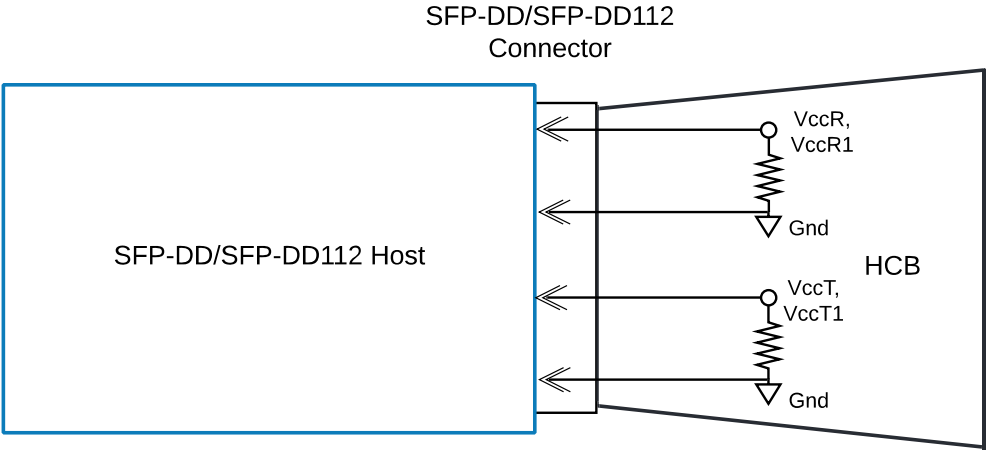 SFP-DD/SFP-DD112
Connector
VccR,
VccR1
Gnd
SFP-DD/SFP-DD112 Host
HCB
VccT,
VccT1
Gnd